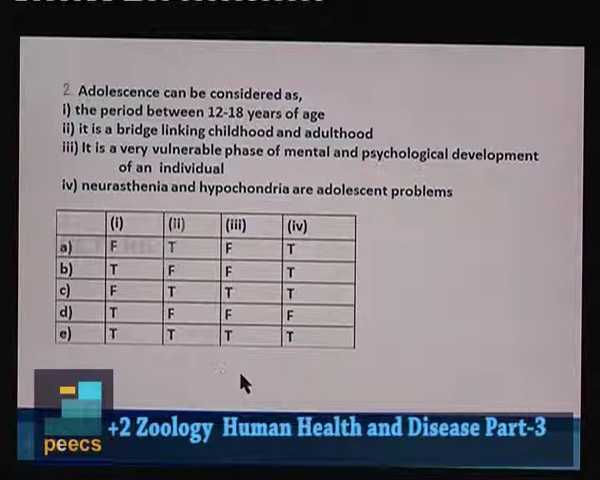 2. Adolescence can be considered as,
i) the period between 12-18 years of age
ii) it is a bridge linking childhood and adulthood
iii) It is a very vulnerable phase of mental and psychological development
of an individual
iv) neurasthenia and hypochondria are adolescent problems
(i) (ii) (iii) (iv)
a) F T F T
b) T F F T
c) F T T T
d) T F F F
e) T T T T
+2 Zoology Human Health and Disease Part-3
peecs